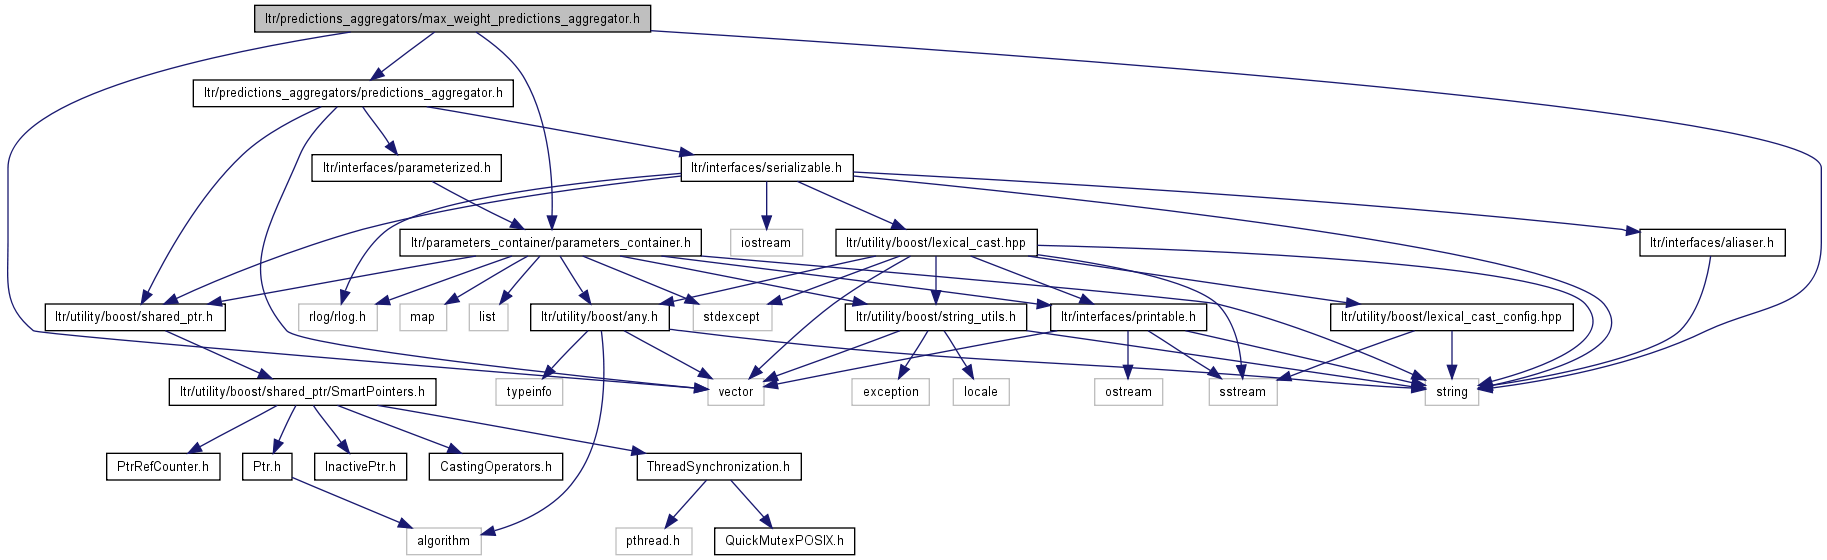 ltr/predictions_aggregators/max_weight_predictions_aggregator.h
ltr/predictions_aggregators/predictions_aggregator.h
ltr/interfaces/parameterized.h
ltr/interfaces/serializable.h
ltr/parameters_container/parameters_container.h
iostream
ltr/utility/boost/lexical_cast.hpp
ltr/interfaces/aliaser.h
ltr/utility/boost/shared_ptr.h
rlog/rlog.h
map
list
ltr/utility/boost/any.h
stdexcept
ltr/utility/boost/string_utils.h
ltr/interfaces/printable.h
ltr/utility/boost/lexical_cast_config.hpp
ltr/utility/boost/shared_ptr/SmartPointers.h
typeinfo
vector
exception
locale
ostream
sstream
string
PtrRefCounter.h
Ptr.h
InactivePtr.h
CastingOperators.h
ThreadSynchronization.h
algorithm
pthread.h
QuickMutexPOSIX.h